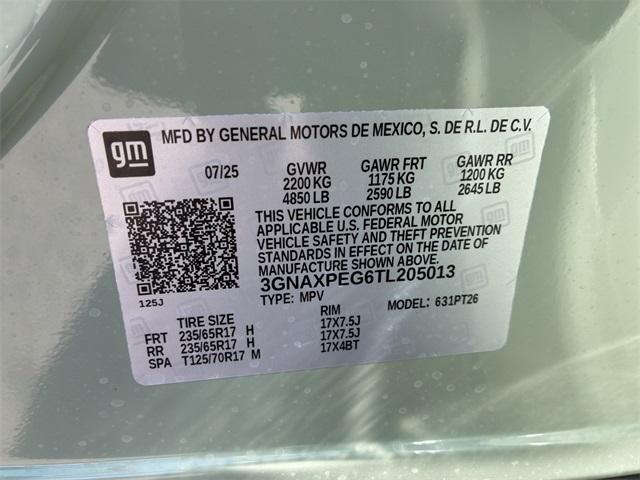 gm
MFD BY GENERAL MOTORS DE MEXICO, S. DE R.L. DE C.V.
07/25 GVWR GAWR FRT GAWR RR
2200 KG 1175 KG 1200 KG
4850 LB 2590 LB 2645 LB
THIS VEHICLE CONFORMS TO ALL
APPLICABLE U.S. FEDERAL MOTOR
VEHICLE SAFETY AND THEFT PREVENTION
STANDARDS IN EFFECT ON THE DATE OF
MANUFACTURE SHOWN ABOVE.
3GNAXPEG6TL205013
125J
TYPE: MPV MODEL: 631PT26
TIRE SIZE RIM
FRT 235/65R17 H 17X7.5J
RR 235/65R17 H 17X7.5J
SPA T125/70R17 M 17X4BT